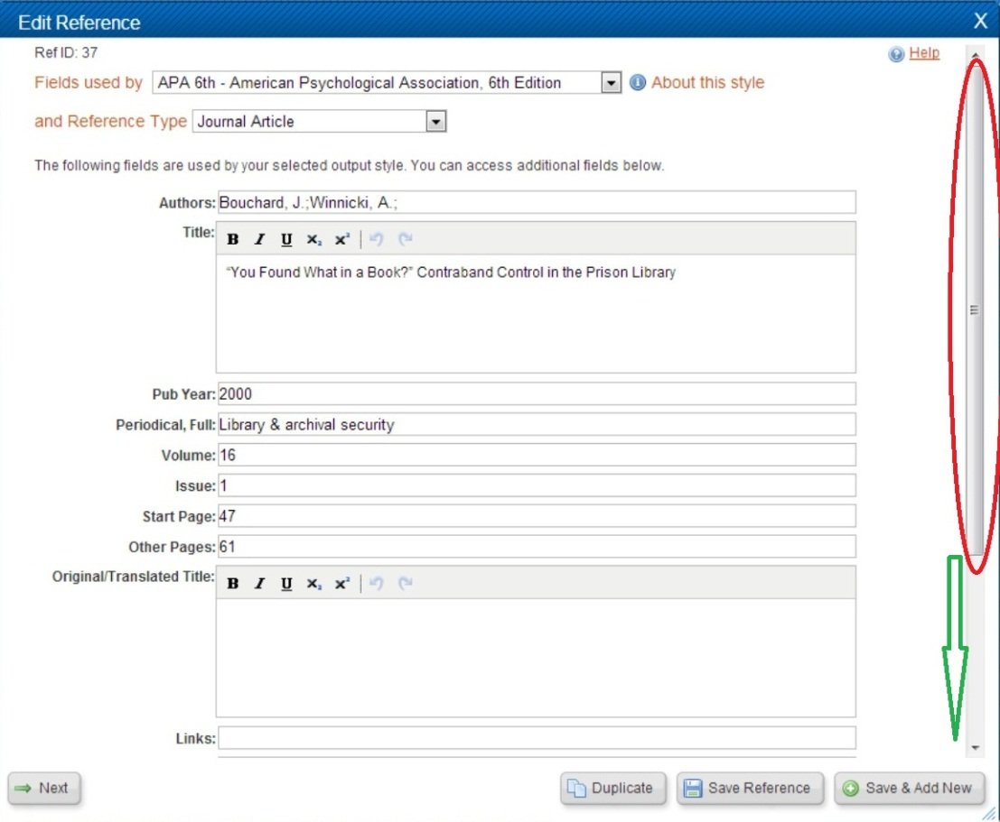 Edit Reference X
Ref ID: 37 Help
Fields used by APA 6th - American Psychological Association, 6th Edition About this style
and Reference Type Journal Article
The following fields are used by your selected output style. You can access additional fields below.
Authors: Bouchard, J.;Winnicki, A.;
Title: B I U x₂ x²
“You Found What in a Book?” Contraband Control in the Prison Library
Pub Year: 2000
Periodical, Full: Library & archival security
Volume: 16
Issue: 1
Start Page: 47
Other Pages: 61
Original/Translated Title: B I U x₂ x²
Links:
Next Duplicate Save Reference Save & Add New